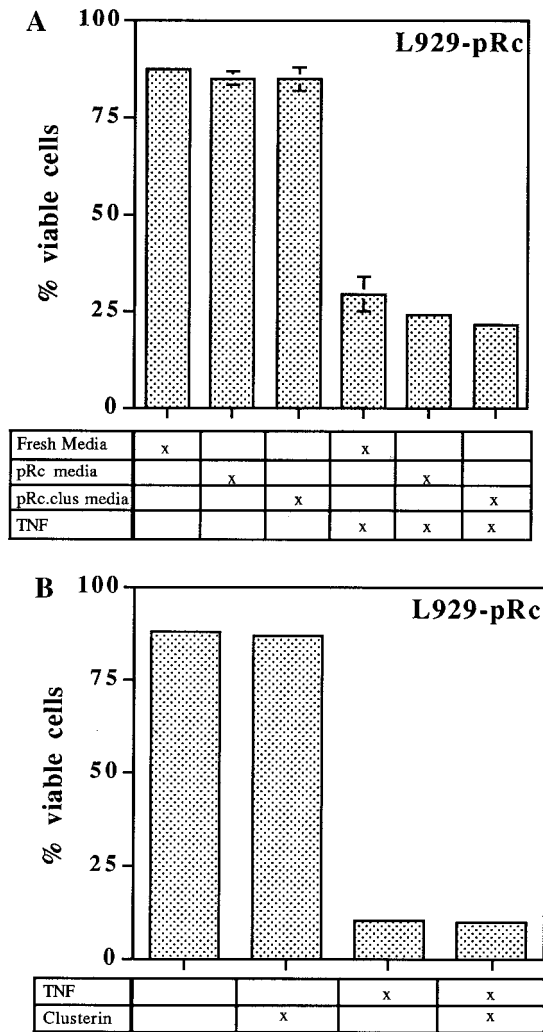 A
L929-pRc
100
75
50
25
0
% viable cells
Fresh Media x x
pRc media x x
pRc.clus media x x
TNF x x x
B
L929-pRc
100
75
50
25
0
% viable cells
TNF x x
Clusterin x x